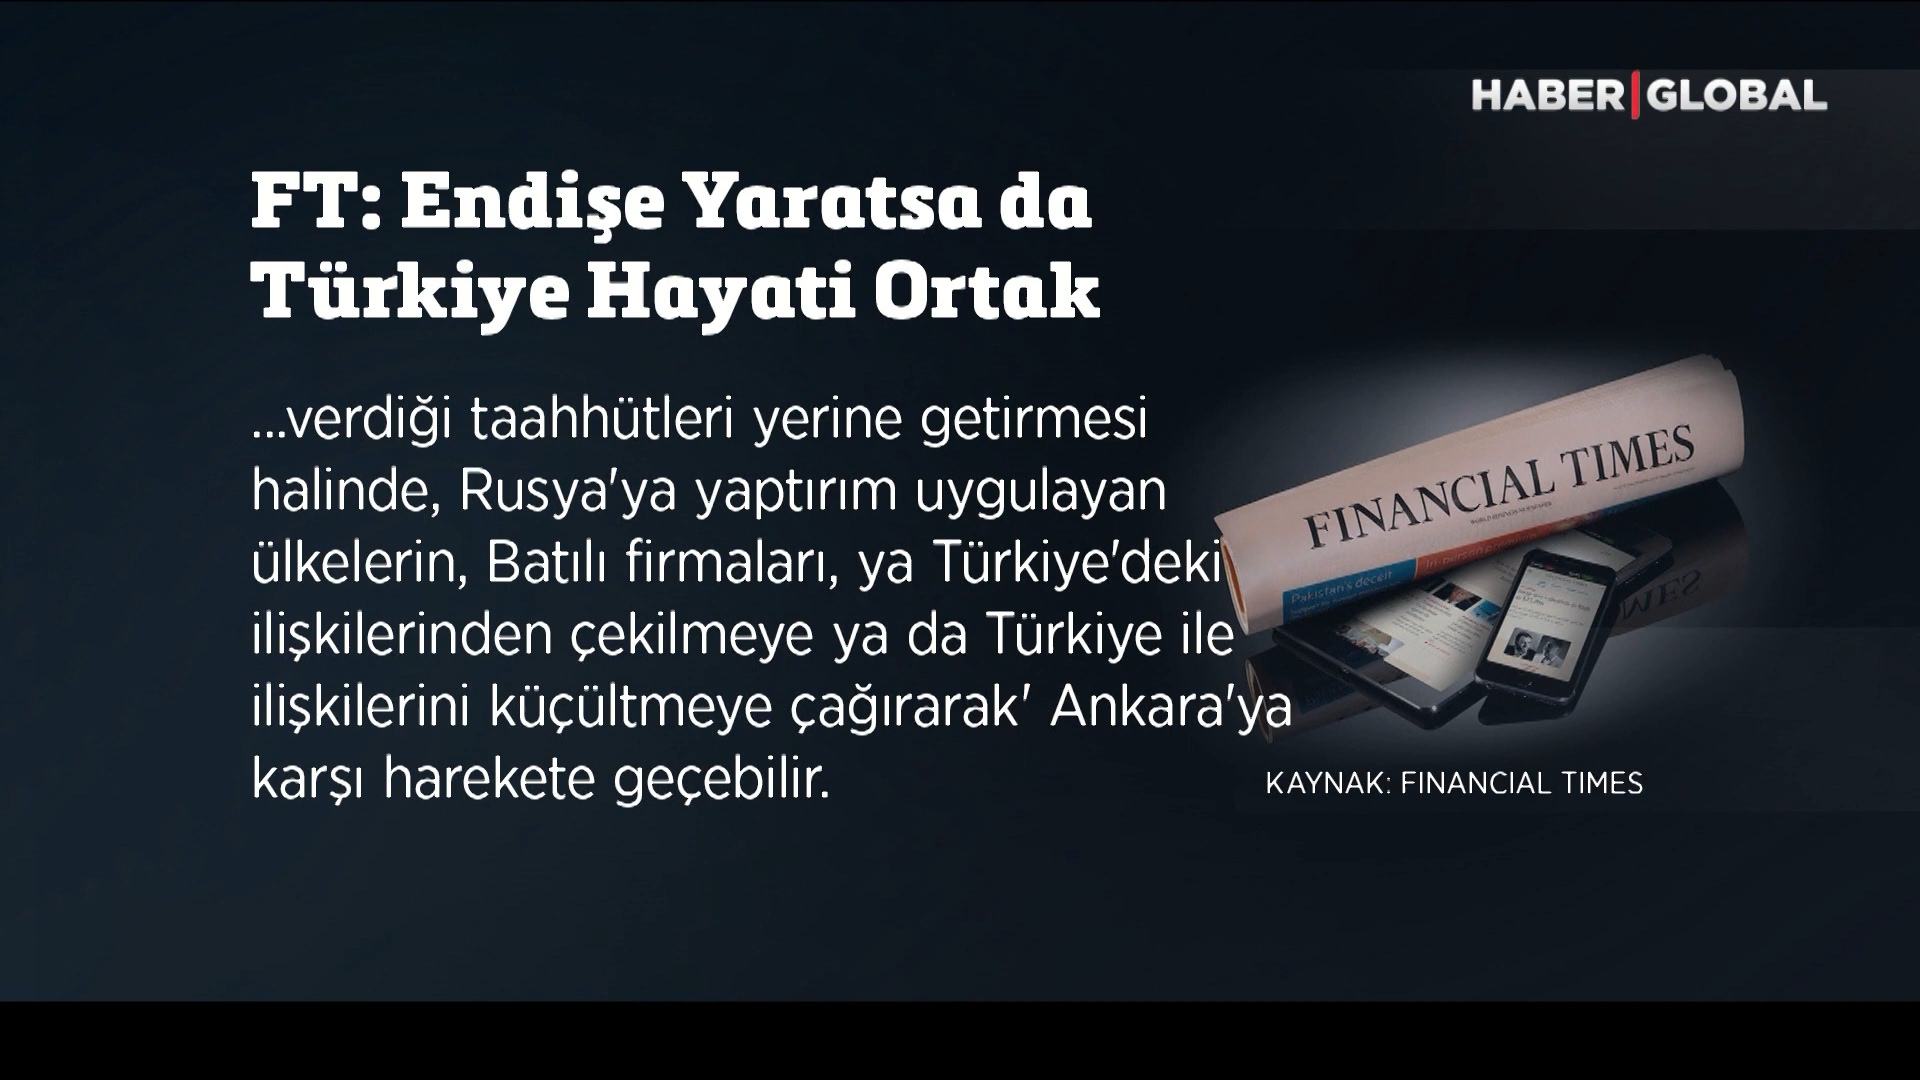 HABER|GLOBAL
FT: Endişe Yaratsa da
Türkiye Hayati Ortak
...verdiği taahhütleri yerine getirmesi
halinde, Rusya'ya yaptırım uygulayan
ülkelerin, Batılı firmaları, ya Türkiye'deki
ilişkilerinden çekilmeye ya da Türkiye ile
ilişkilerini küçültmeye çağırarak' Ankara'ya
karşı harekete geçebilir.
FINANCIAL TIMES
Pakistan's deceit
KAYNAK: FINANCIAL TIMES